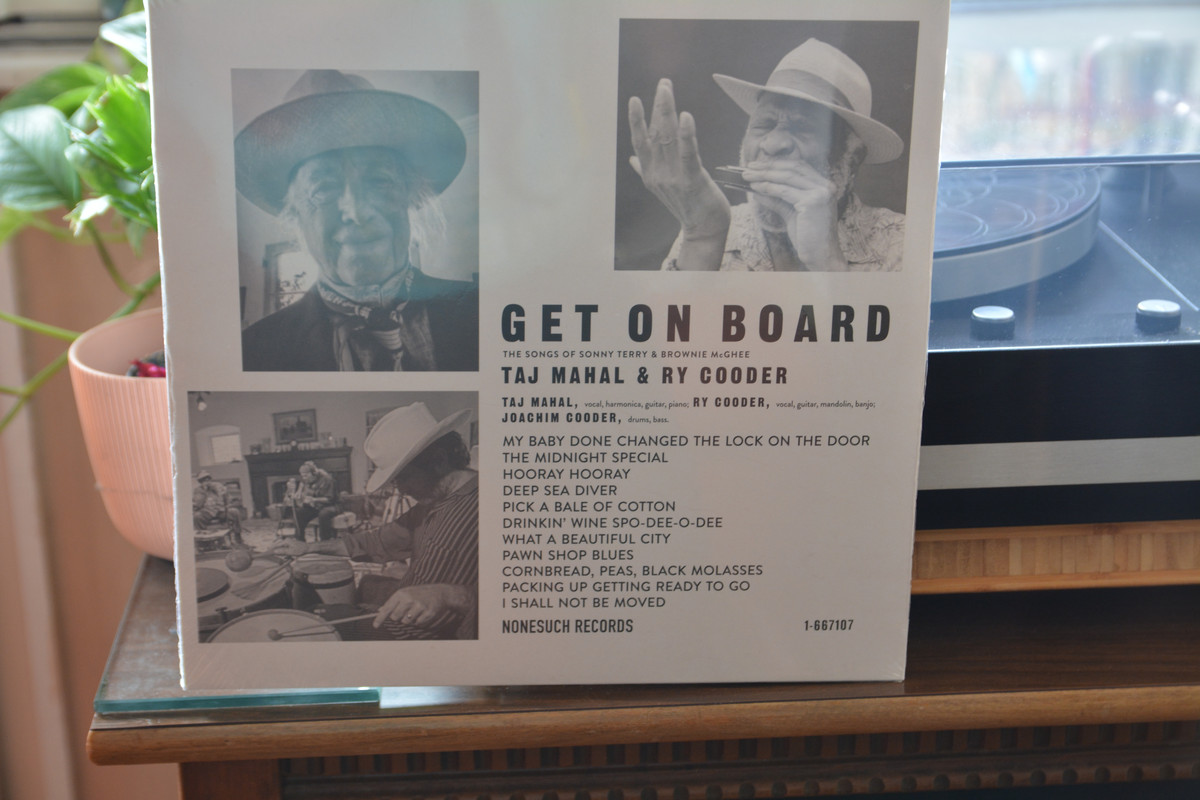 GET ON BOARD
THE SONGS OF SONNY TERRY & BROWNIE McGHEE
TAJ MAHAL & RY COODER
TAJ MAHAL, vocal, harmonica, guitar, piano; RY COODER, vocal, guitar, mandolin, banjo;
JOACHIM COODER, drums, bass.
MY BABY DONE CHANGED THE LOCK ON THE DOOR
THE MIDNIGHT SPECIAL
HOORAY HOORAY
DEEP SEA DIVER
PICK A BALE OF COTTON
DRINKIN' WINE SPO-DEE-O-DEE
WHAT A BEAUTIFUL CITY
PAWN SHOP BLUES
CORNBREAD, PEAS, BLACK MOLASSES
PACKING UP GETTING READY TO GO
I SHALL NOT BE MOVED
NONESUCH RECORDS 1-667107